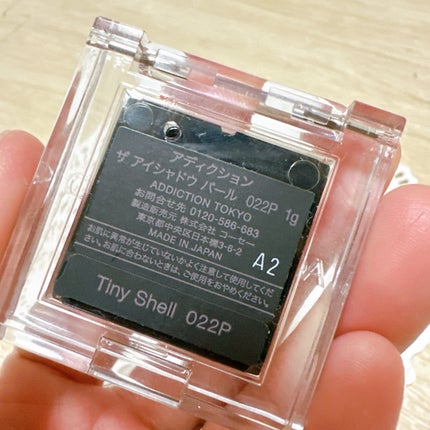 アディクション
ザ アイシャドウ パール 022P 1g
ADDICTION TOKYO
お問合せ先 0120-586-683
製造販売元 株式会社 コーセー
東京都中央区日本橋3-6-2
MADE IN JAPAN
お肌に異常が生じていないかよく注意して使用してくだ
さい。お肌に合わないときは、ご使用をおやめください。
A2
Tiny Shell 022P